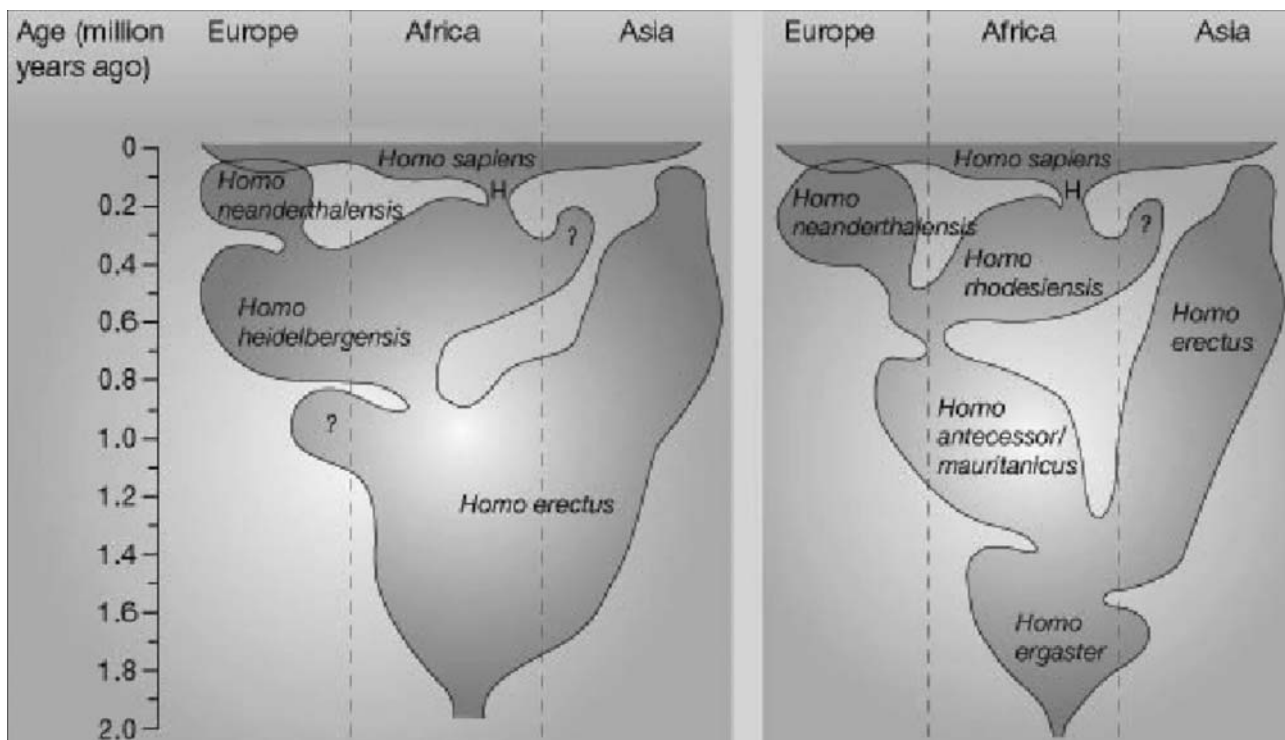 Age (million years ago)
Europe
Africa
Asia
Europe
Africa
Asia
0
0.2
0.4
0.6
0.8
1.0
1.2
1.4
1.6
1.8
2.0
Homo sapiens
H
Homo
neanderthalensis
?
Homo
heidelbergensis
?
Homo erectus
Homo sapiens
H
Homo
neanderthalensis
?
Homo
rhodesiensis
Homo
erectus
Homo
antecessor/
mauritanicus
Homo
ergaster